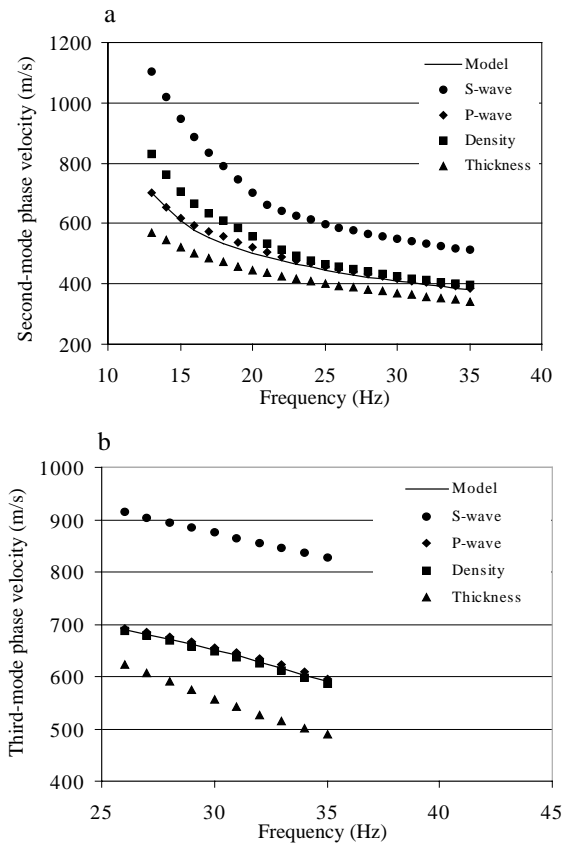 a
1200
1000
800
600
400
200
10
15
20
25
30
35
40
Second-mode phase velocity (m/s)
Frequency (Hz)
Model
S-wave
P-wave
Density
Thickness
b
1000
900
800
700
600
500
400
25
30
35
40
45
Third-mode phase velocity (m/s)
Frequency (Hz)
Model
S-wave
P-wave
Density
Thickness